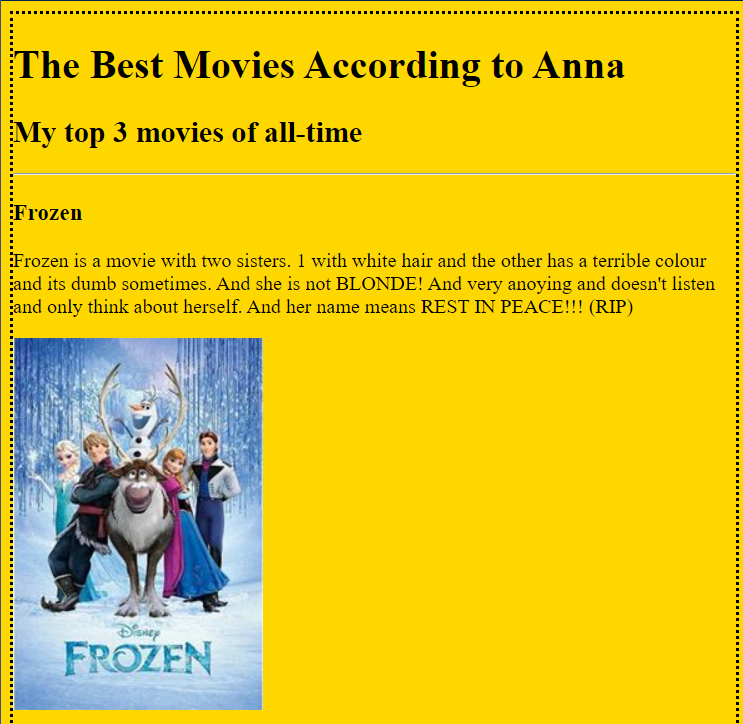 The Best Movies According to Anna
My top 3 movies of all-time
Frozen
Frozen is a movie with two sisters. 1 with white hair and the other has a terrible colour
and its dumb sometimes. And she is not BLONDE! And very anoying and doesn't listen
and only think about herself. And her name means REST IN PEACE!!! (RIP)
Disney
FROZEN